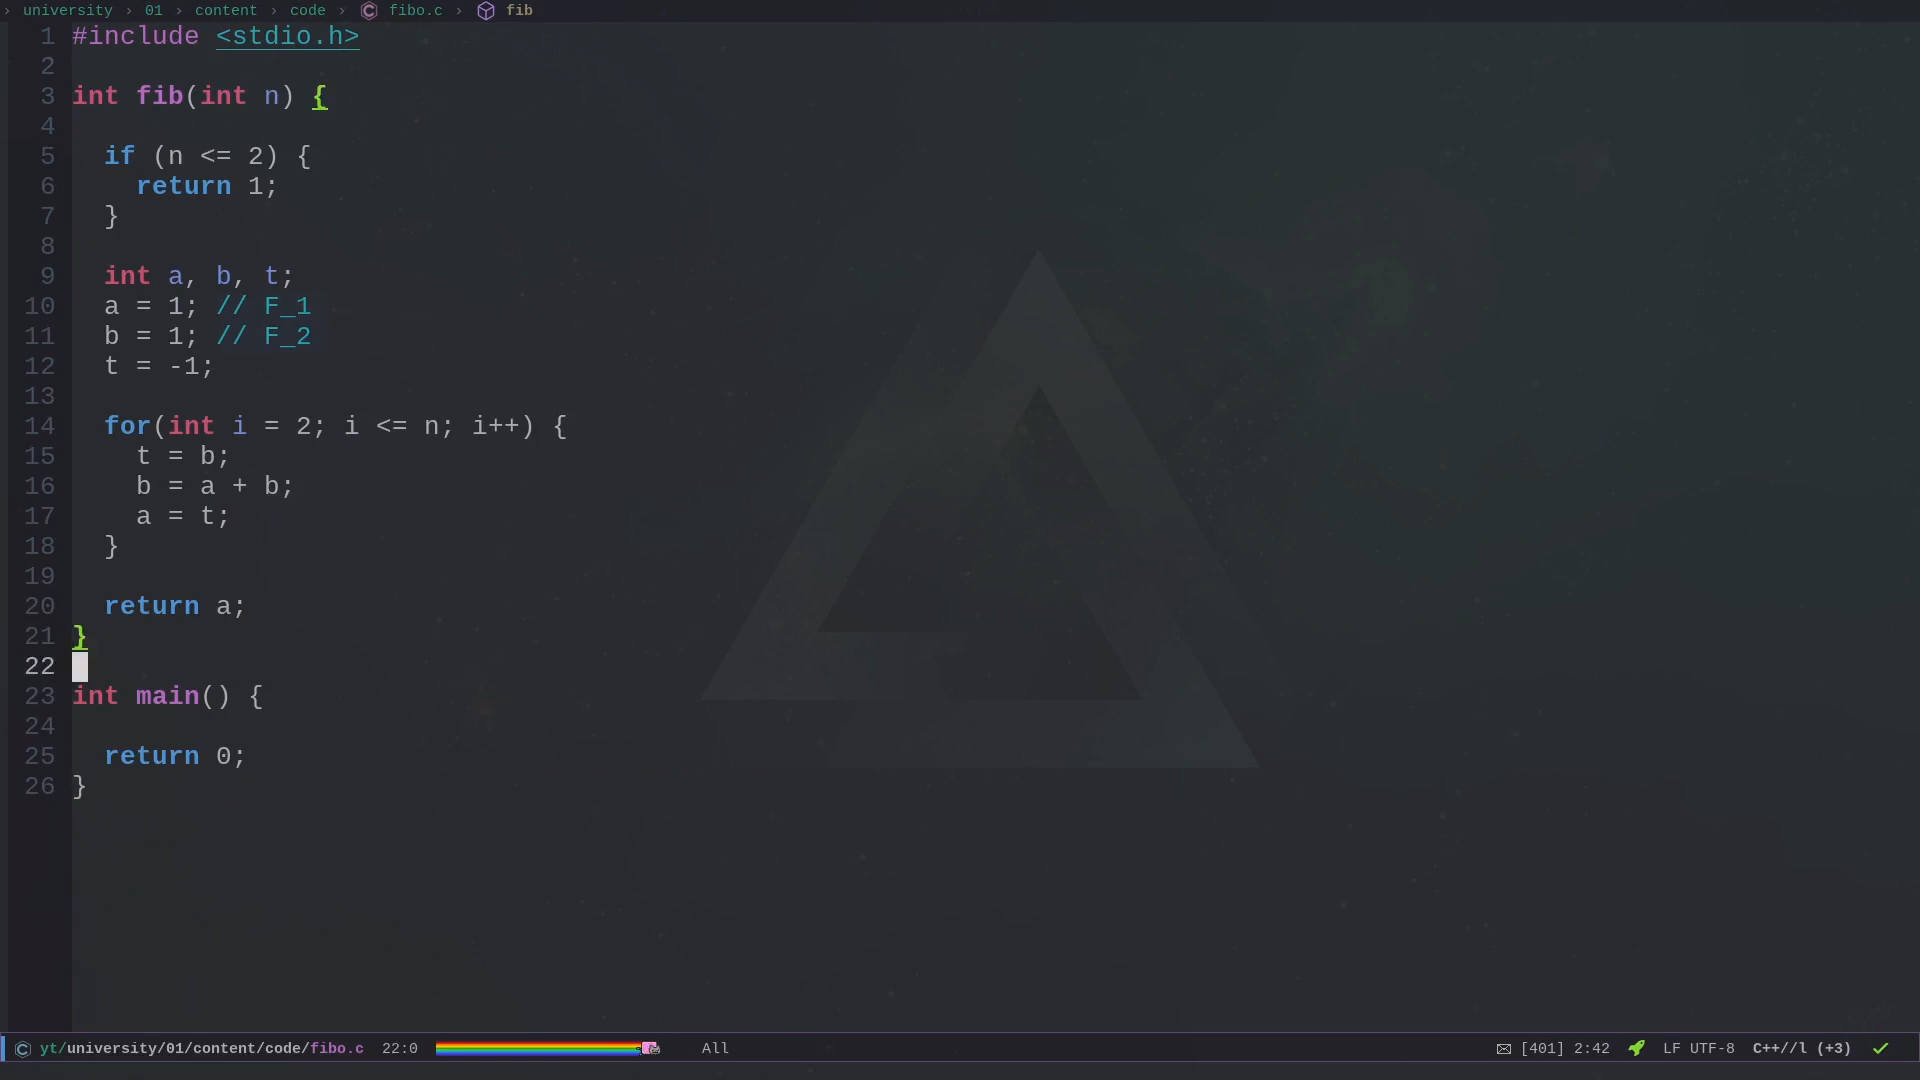 › university › 01 › content › code › fibo.c › fib
1 #include <stdio.h>
2
3 int fib(int n) {
4
5   if (n <= 2) {
6     return 1;
7   }
8
9   int a, b, t;
10   a = 1; // F_1
11   b = 1; // F_2
12   t = -1;
13
14   for(int i = 2; i <= n; i++) {
15     t = b;
16     b = a + b;
17     a = t;
18   }
19
20   return a;
21 }
22
23 int main() {
24
25   return 0;
26 }
yt/university/01/content/code/fibo.c 22:0 All [401] 2:42 LF UTF-8 C++//l (+3)